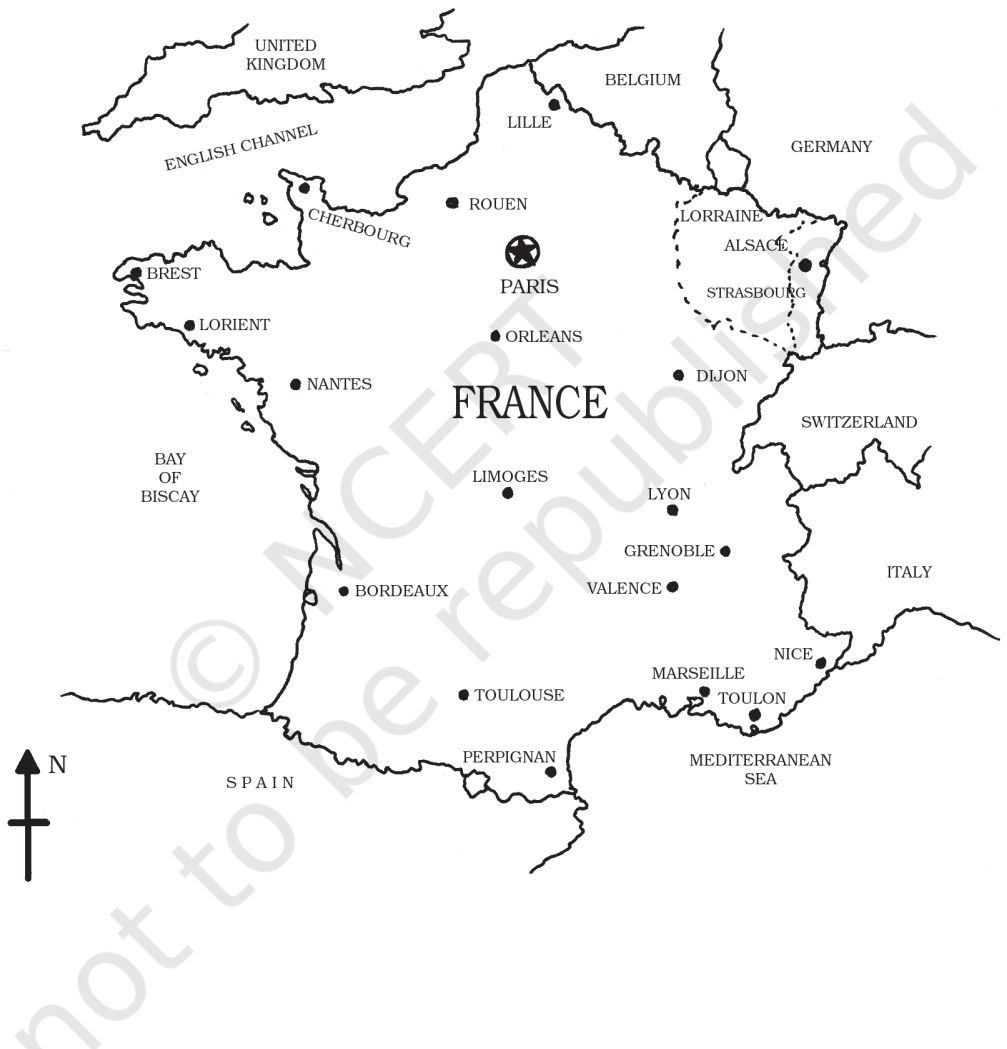 UNITED
KINGDOM
BELGIUM
LILLE
ENGLISH CHANNEL
GERMANY
CHERBOURG
ROUEN
LORRAINE
ALSACE
BREST
PARIS
STRASBOURG
LORIENT
ORLEANS
NANTES
DIJON
FRANCE
SWITZERLAND
BAY
OF
BISCAY
LIMOGES
LYON
GRENOBLE
ITALY
VALENCE
BORDEAUX
NICE
MARSEILLE
TOULOUSE
TOULON
PERPIGNAN
MEDITERRANEAN
SEA
N
SPAIN
© NCERT
not to be republished